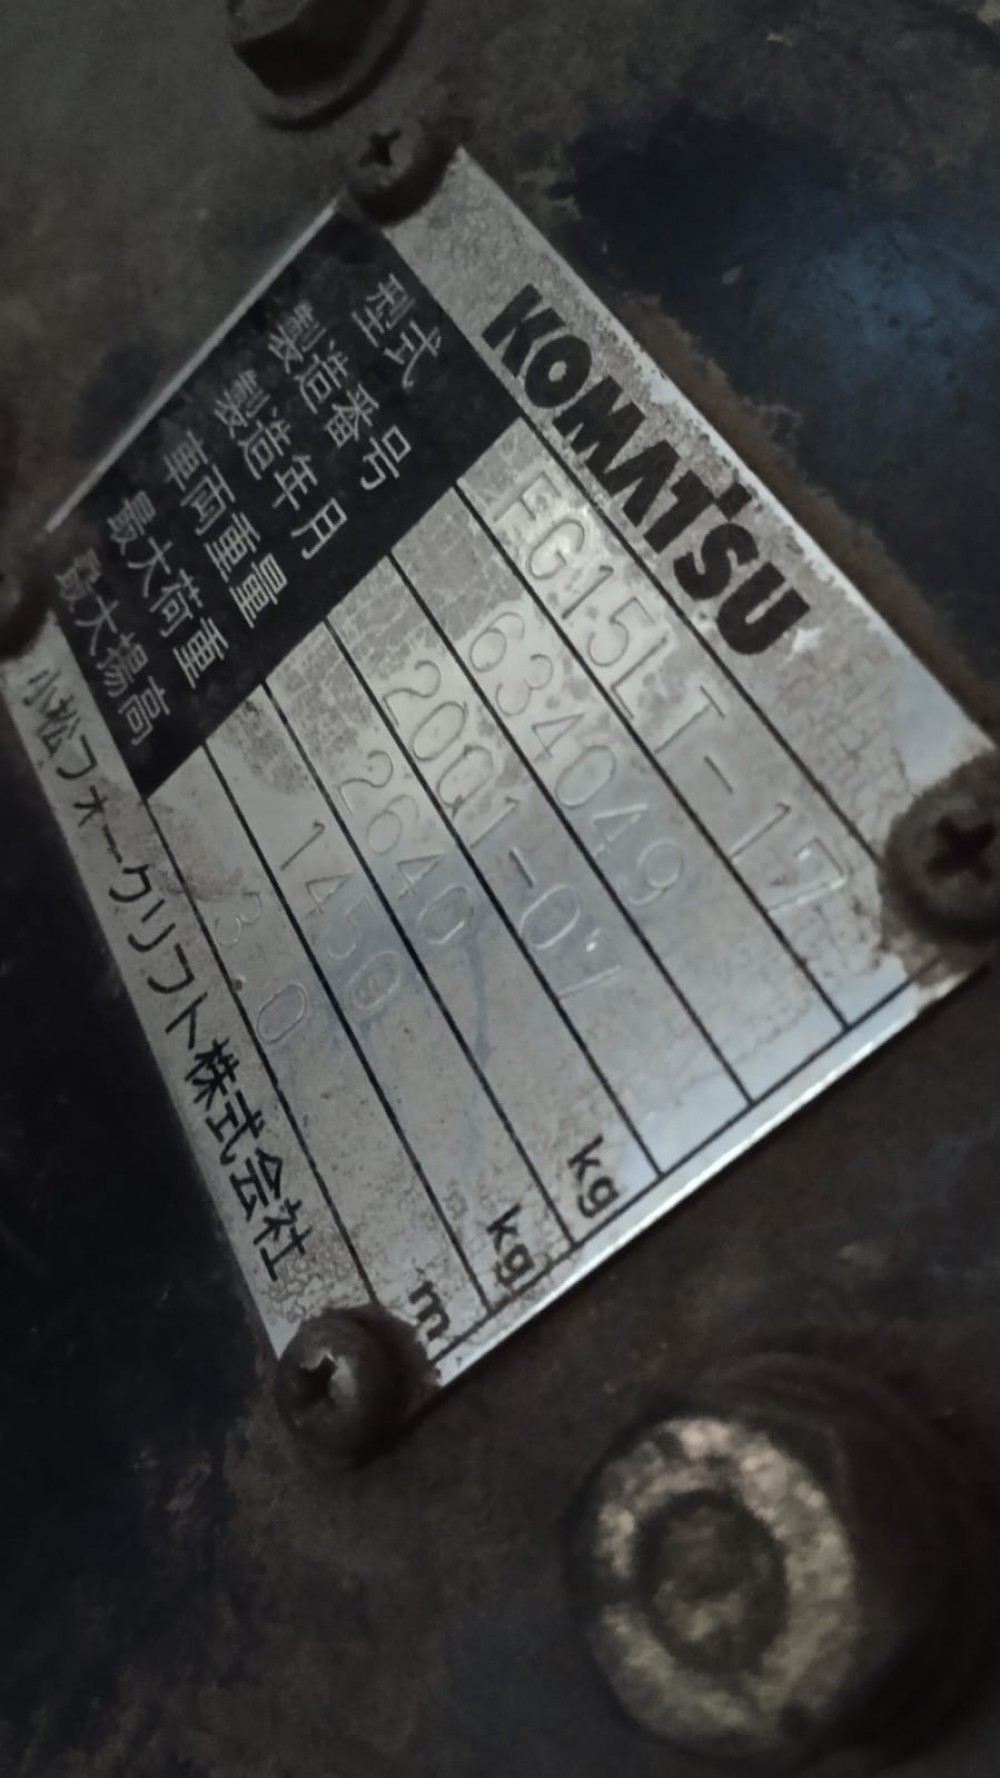 KOMATSU
型式 FG15LT-17
製造番号 634049
製造年月 2001-07
車両重量 2640 kg
最大荷重 1450 kg
最大揚高 3.0 m
小松フォークリフト株式会社